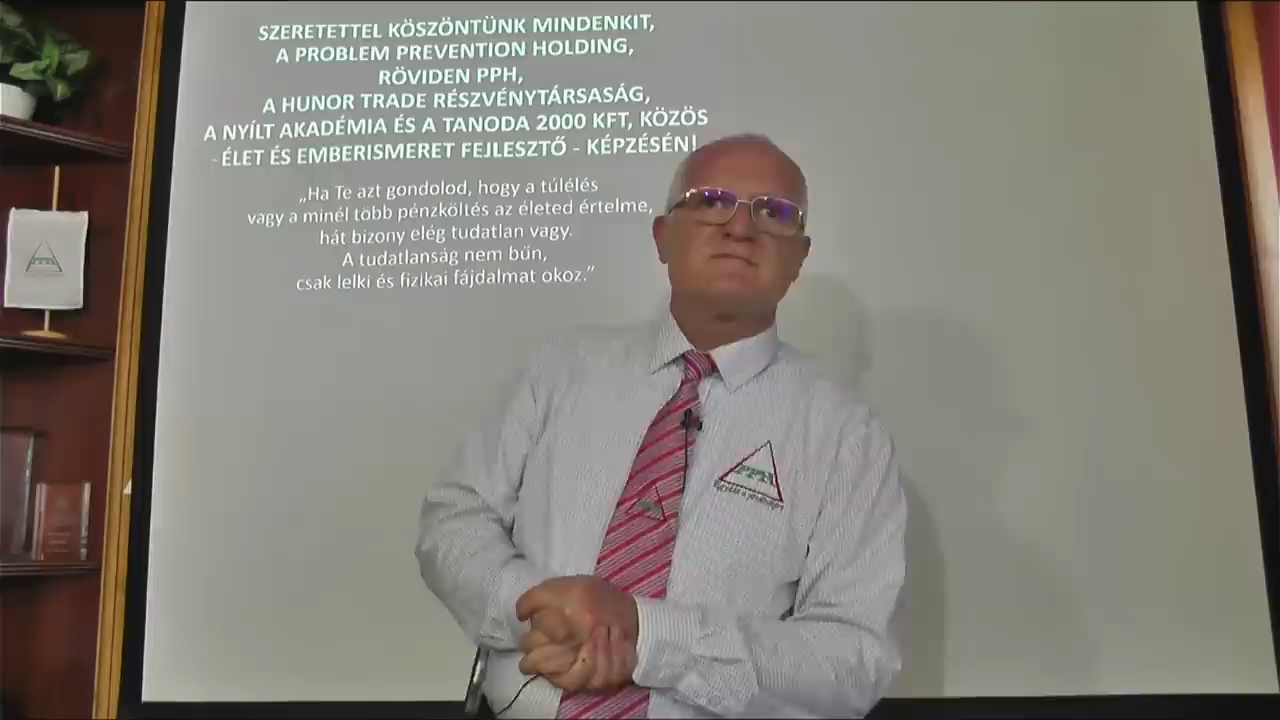 SZERETETTEL KÖSZÖNTÜNK MINDENKIT,
A PROBLEM PREVENTION HOLDING,
RÖVIDEN PPH,
A HUNOR TRADE RÉSZVÉNYTÁRSASÁG,
A NYÍLT AKADÉMIA ÉS A TANODA 2000 KFT, KÖZÖS
- ÉLET ÉS EMBERISMERET FEJLESZTŐ - KÉPZÉSÉN!
„Ha Te azt gondolod, hogy a túlélés
vagy a minél több pénzköltés az életed értelme,
hát bizony elég tudatlan vagy.
A tudatlanság nem bűn,
csak lelki és fizikai fájdalmat okoz.”
PPH
PPH